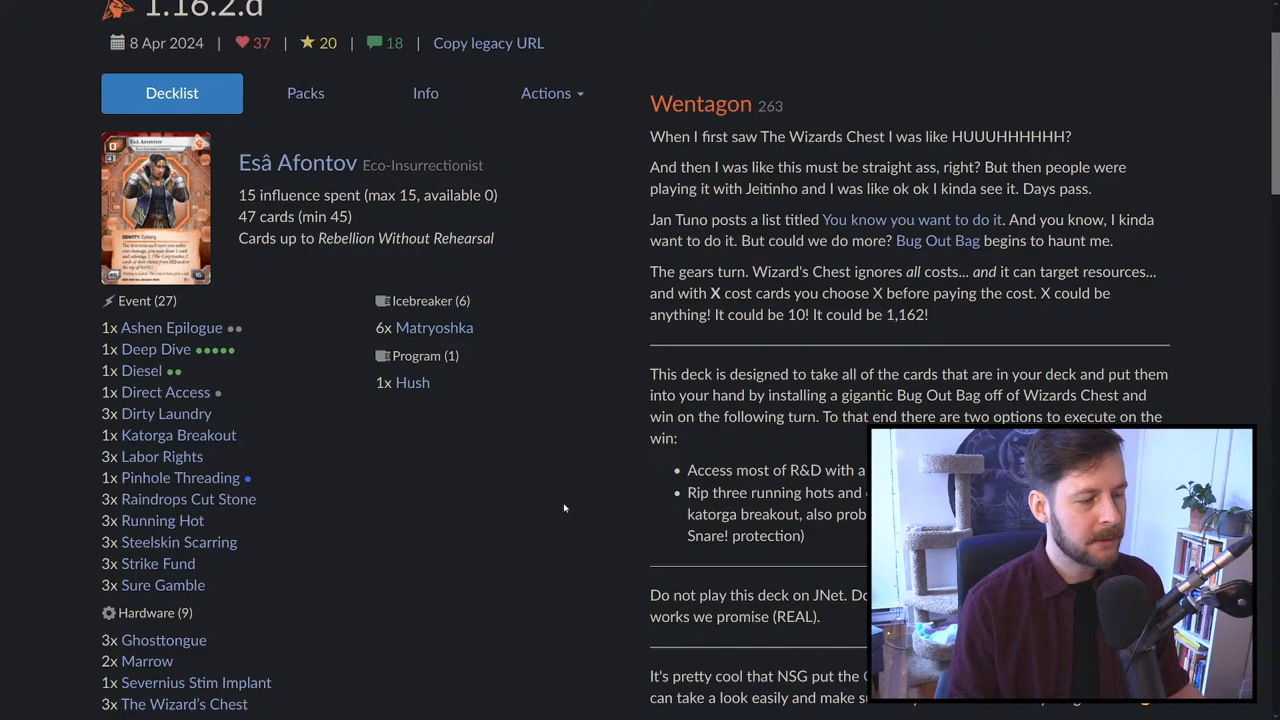 1.16.2.d
8 Apr 2024 | 37 | 20 | 18 | Copy legacy URL
Decklist Packs Info Actions
Esâ Afontov Eco-Insurrectionist
15 influence spent (max 15, available 0)
47 cards (min 45)
Cards up to Rebellion Without Rehearsal
Event (27)
1x Ashen Epilogue
1x Deep Dive
1x Diesel
1x Direct Access
3x Dirty Laundry
1x Katorga Breakout
3x Labor Rights
1x Pinhole Threading
3x Raindrops Cut Stone
3x Running Hot
3x Steelskin Scarring
3x Strike Fund
3x Sure Gamble
Hardware (9)
3x Ghosttongue
2x Marrow
1x Severnius Stim Implant
3x The Wizard's Chest
Icebreaker (6)
6x Matryoshka
Program (1)
1x Hush
Wentagon 263
When I first saw The Wizards Chest I was like HUUUHHHHHH?
And then I was like this must be straight ass, right? But then people were
playing it with Jeitinho and I was like ok ok I kinda see it. Days pass.
Jan Tuno posts a list titled You know you want to do it. And you know, I kinda
want to do it. But could we do more? Bug Out Bag begins to haunt me.
The gears turn. Wizard's Chest ignores all costs... and it can target resources...
and with X cost cards you choose X before paying the cost. X could be
anything! It could be 10! It could be 1,162!
This deck is designed to take all of the cards that are in your deck and put them
into your hand by installing a gigantic Bug Out Bag off of Wizards Chest and
win on the following turn. To that end there are two options to execute on the
win:
• Access most of R&D with a
• Rip three running hots and
katorga breakout, also prob
Snare! protection)
Do not play this deck on JNet. Do
works we promise (REAL).
It's pretty cool that NSG put the
can take a look easily and make s